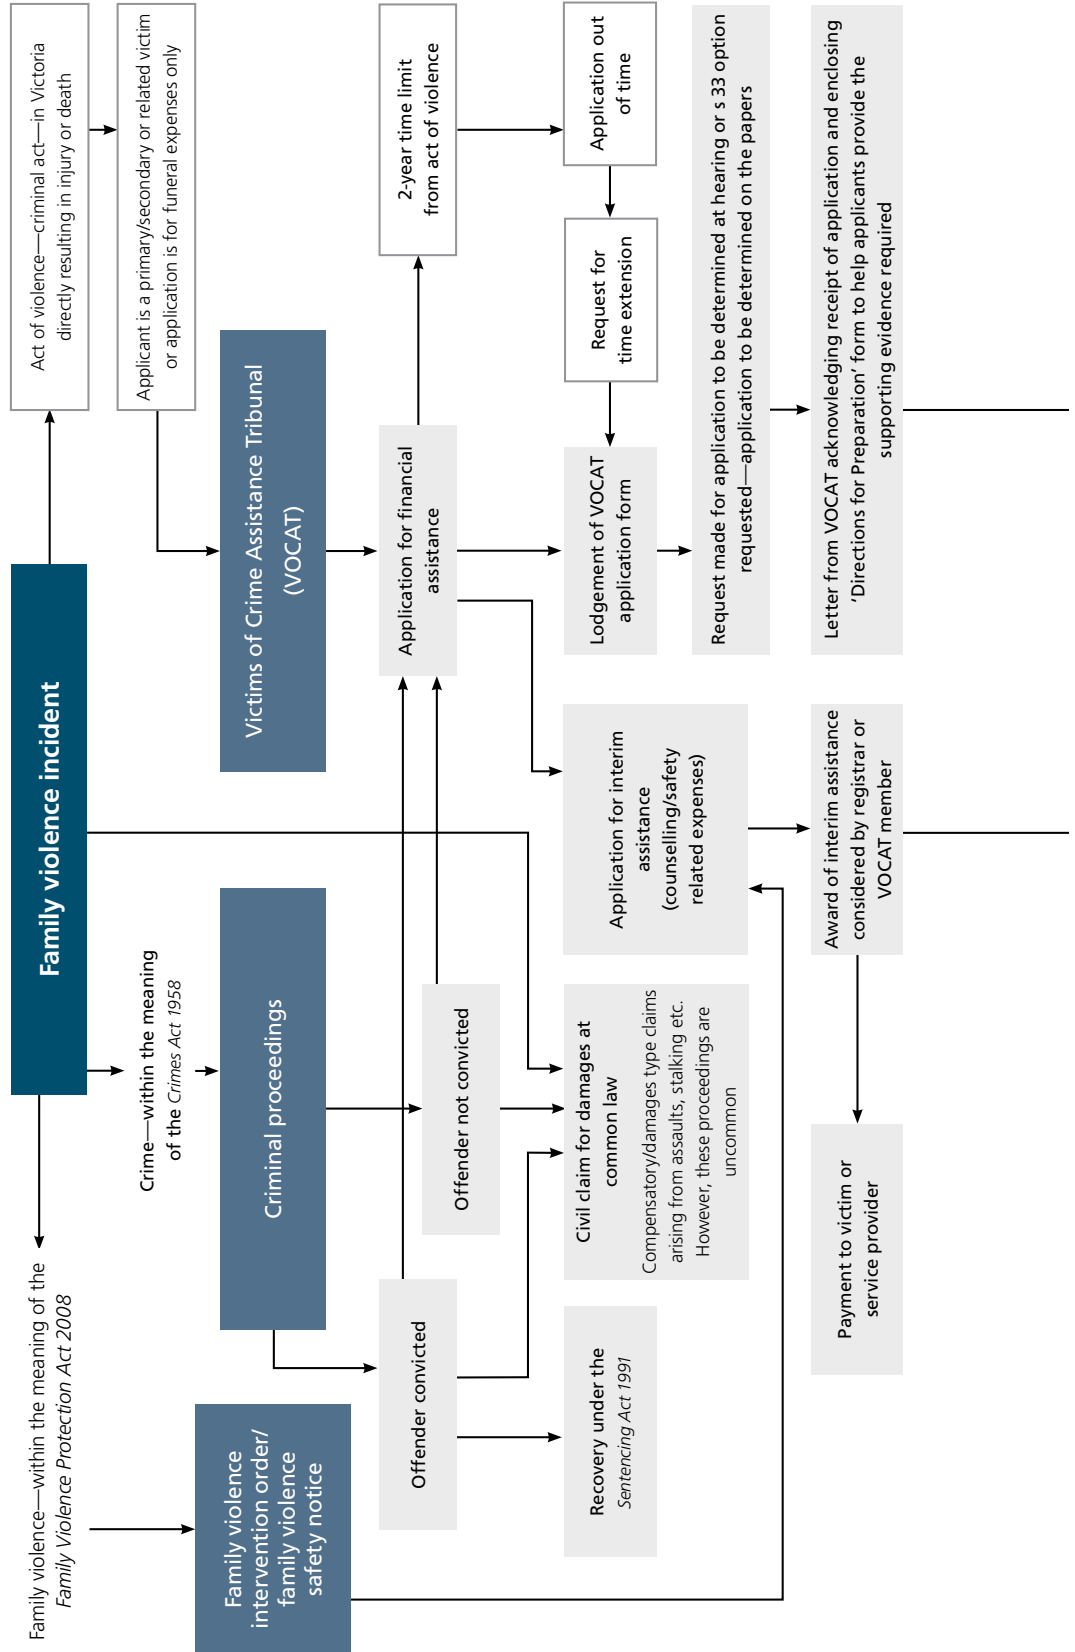 Family violence incident
Family violence—within the meaning of the
Family Violence Protection Act 2008
Crime—within the meaning
of the Crimes Act 1958
Act of violence—criminal act—in Victoria
directly resulting in injury or death
Applicant is a primary/secondary or related victim
or application is for funeral expenses only
Family violence
intervention order/
family violence
safety notice
Criminal proceedings
Victims of Crime Assistance Tribunal
(VOCAT)
Offender convicted
Offender not convicted
Application for financial
assistance
2-year time limit
from act of violence
Recovery under the
Sentencing Act 1991
Civil claim for damages at
common law
Compensatory/damages type claims
arising from assaults, stalking etc.
However, these proceedings are
uncommon
Application for interim
assistance
(counselling/safety
related expenses)
Lodgement of VOCAT
application form
Request for
time extension
Application out
of time
Request made for application to be determined at hearing or s 33 option
requested—application to be determined on the papers
Payment to victim or
service provider
Award of interim assistance
considered by registrar or
VOCAT member
Letter from VOCAT acknowledging receipt of application and enclosing
‘Directions for Preparation’ form to help applicants provide the
supporting evidence required